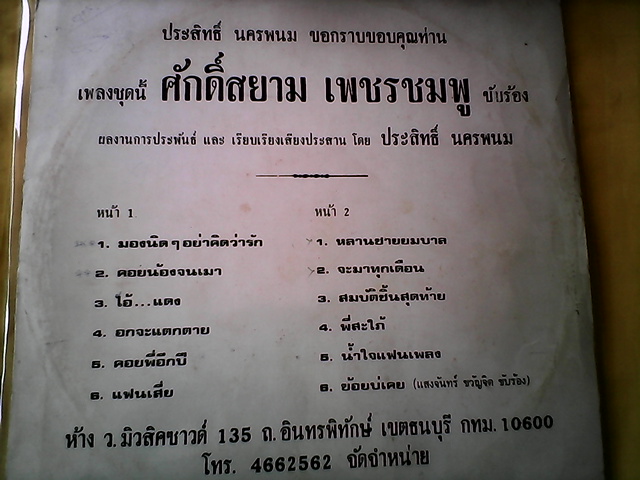 ประสิทธิ์ นครพนม ขอกราบขอบคุณท่าน
เพลงชุดนี้ ศักดิ์สยาม เพชรชมพู ขับร้อง
ผลงานการประพันธ์ และ เรียบเรียงเสียงประสาน โดย ประสิทธิ์ นครพนม
หน้า 1
1. มองนิด ๆ อย่าคิดว่ารัก
2. คอยน้องจนเมา
3. โอ้...แดง
4. อกจะแตกตาย
5. คอยพี่อีกปี
6. แฟนเสี่ย
หน้า 2
1. หลานชายยมบาล
2. จะมาทุกเดือน
3. สมบัติชิ้นสุดท้าย
4. พี่สะใภ้
5. น้ำใจแฟนเพลง
6. ย้อยบ่เคย (แสงจันทร์ ขวัญจิต ขับร้อง)
ห้าง ว.มิวสิคซาวด์ 135 ถ.อินทรพิทักษ์ เขตธนบุรี กทม.10600
โทร. 4662562 จัดจำหน่าย